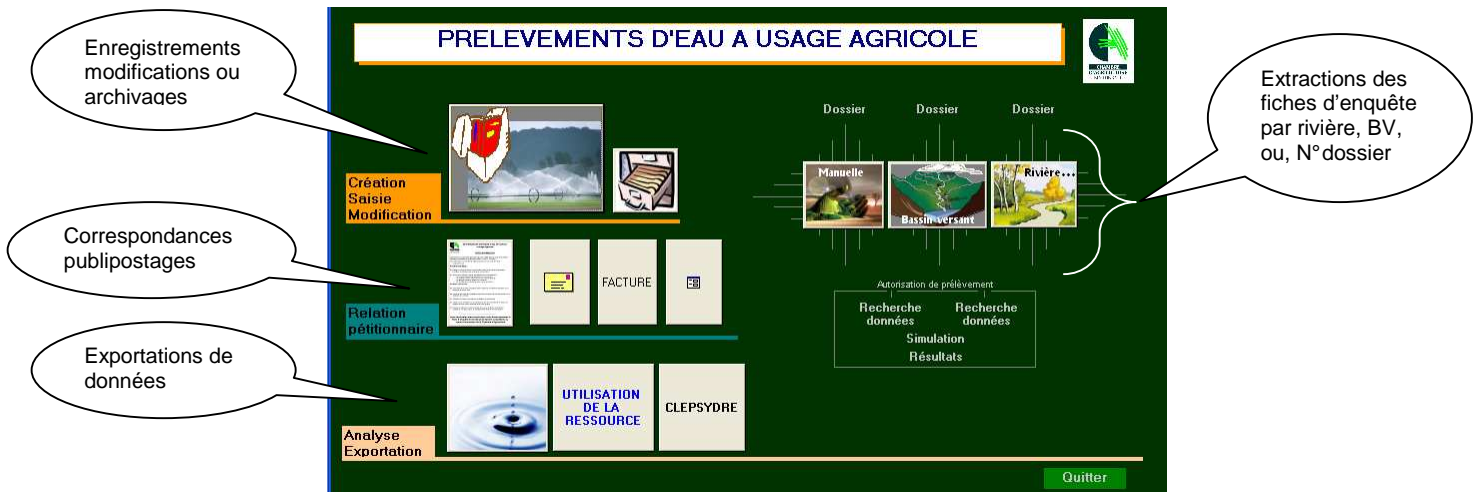 Enregistrements
modifications ou
archivages
Correspondances
publipostages
Exportations de
données
PRELEVEMENTS D'EAU A USAGE AGRICOLE
CHAMBRE
D'AGRICULTURE
Création
Saisie
Modification
Relation
pétitionnaire
FACTURE
Analyse
Exportation
UTILISATION
DE LA
RESSOURCE
CLEPSYDRE
Dossier Dossier Dossier
Manuelle
Bassin versant
Rivière...
Autorisation de prélèvement
Recherche Recherche
données données
Simulation
Résultats
Quitter
Extractions des
fiches d'enquête
par rivière, BV,
ou, N°dossier